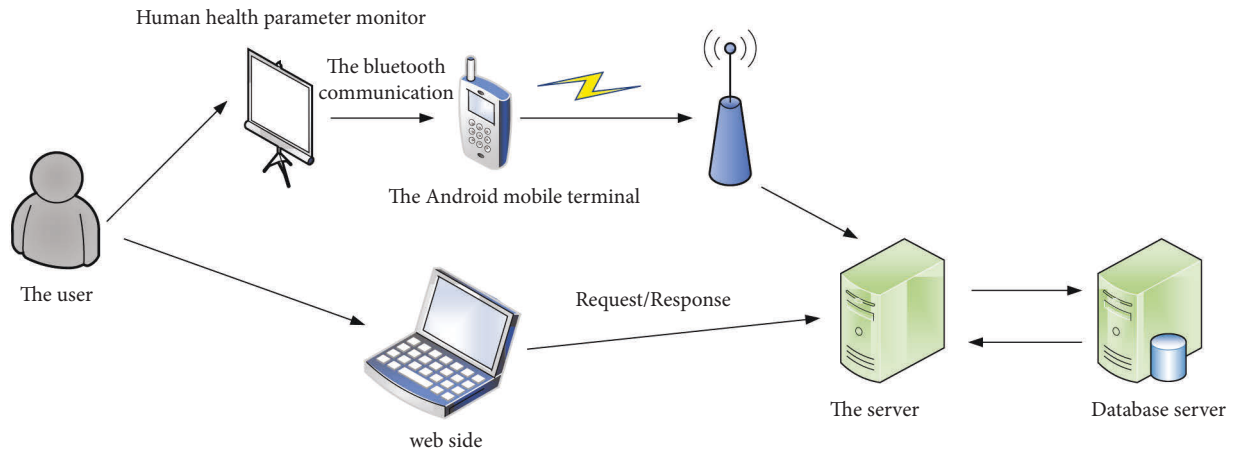 Human health parameter monitor
The bluetooth
communication
The Android mobile terminal
The user
Request/Response
web side
The server
Database server